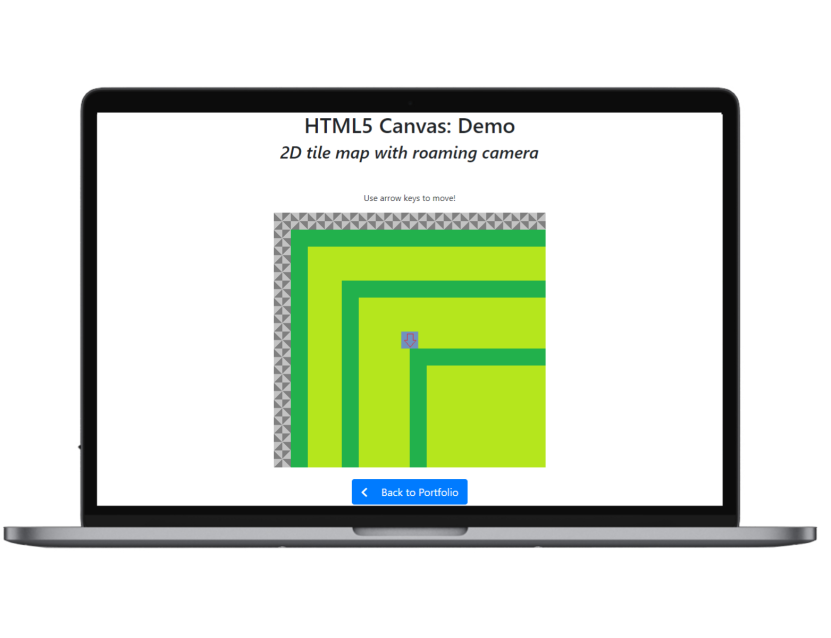 HTML5 Canvas: Demo
2D tile map with roaming camera
Use arrow keys to move!
Back to Portfolio